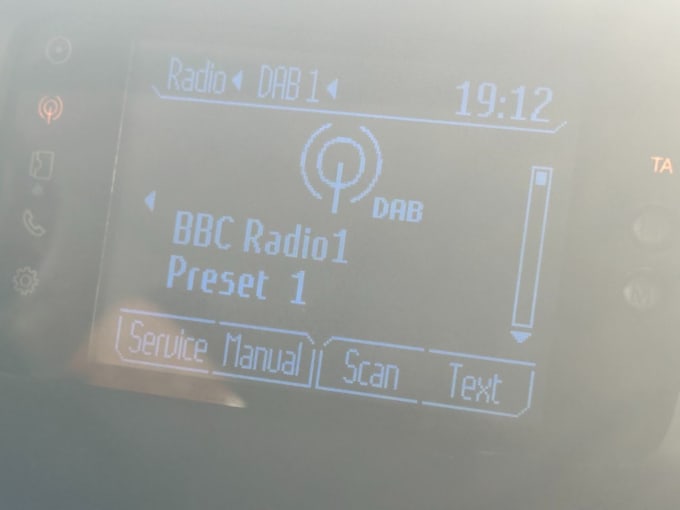 Radio DAB 1 19:12
TA
DAB
BBC Radio1
Preset 1
Service Manual Scan Text